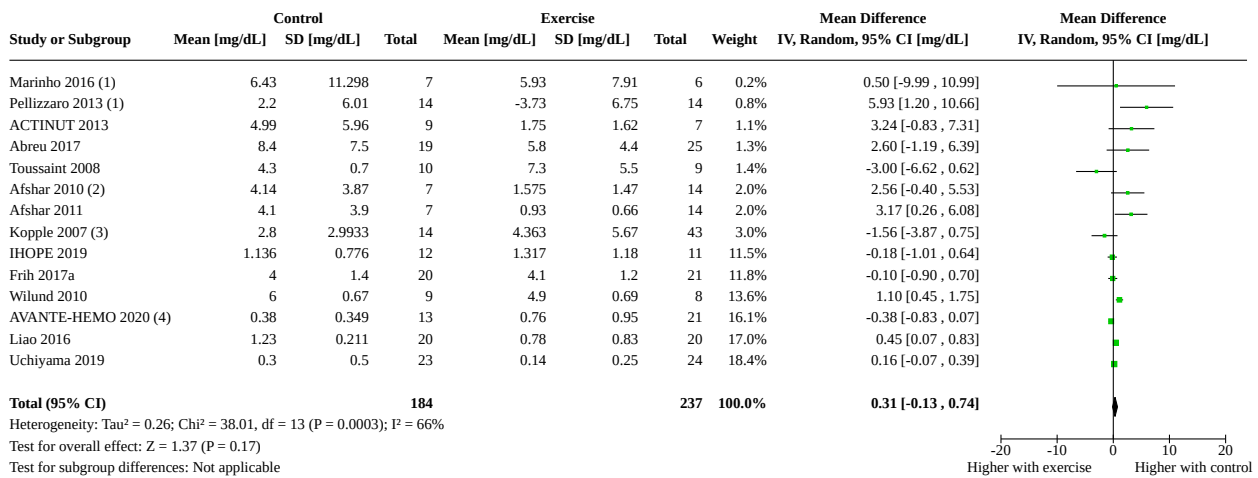 Control Exercise Mean Difference Mean Difference
Study or Subgroup Mean [mg/dL] SD [mg/dL] Total Mean [mg/dL] SD [mg/dL] Total Weight IV, Random, 95% CI [mg/dL] IV, Random, 95% CI [mg/dL]
Marinho 2016 (1) 6.43 11.298 7 5.93 7.91 6 0.2% 0.50 [-9.99 , 10.99]
Pellizzaro 2013 (1) 2.2 6.01 14 -3.73 6.75 14 0.8% 5.93 [1.20 , 10.66]
ACTINUT 2013 4.99 5.96 9 1.75 1.62 7 1.1% 3.24 [-0.83 , 7.31]
Abreu 2017 8.4 7.5 19 5.8 4.4 25 1.3% 2.60 [-1.19 , 6.39]
Toussaint 2008 4.3 0.7 10 7.3 5.5 9 1.4% -3.00 [-6.62 , 0.62]
Afshar 2010 (2) 4.14 3.87 7 1.575 1.47 14 2.0% 2.56 [-0.40 , 5.53]
Afshar 2011 4.1 3.9 7 0.93 0.66 14 2.0% 3.17 [0.26 , 6.08]
Kopple 2007 (3) 2.8 2.9933 14 4.363 5.67 43 3.0% -1.56 [-3.87 , 0.75]
IHOPE 2019 1.136 0.776 12 1.317 1.18 11 11.5% -0.18 [-1.01 , 0.64]
Frih 2017a 4 1.4 20 4.1 1.2 21 11.8% -0.10 [-0.90 , 0.70]
Wilund 2010 6 0.67 9 4.9 0.69 8 13.6% 1.10 [0.45 , 1.75]
AVANTE-HEMO 2020 (4) 0.38 0.349 13 0.76 0.95 21 16.1% -0.38 [-0.83 , 0.07]
Liao 2016 1.23 0.211 20 0.78 0.83 20 17.0% 0.45 [0.07 , 0.83]
Uchiyama 2019 0.3 0.5 23 0.14 0.25 24 18.4% 0.16 [-0.07 , 0.39]
Total (95% CI) 184 237 100.0% 0.31 [-0.13 , 0.74]
Heterogeneity: Tau² = 0.26; Chi² = 38.01, df = 13 (P = 0.0003); I² = 66%
Test for overall effect: Z = 1.37 (P = 0.17)
Test for subgroup differences: Not applicable
-20 -10 0 10 20
Higher with exercise Higher with control